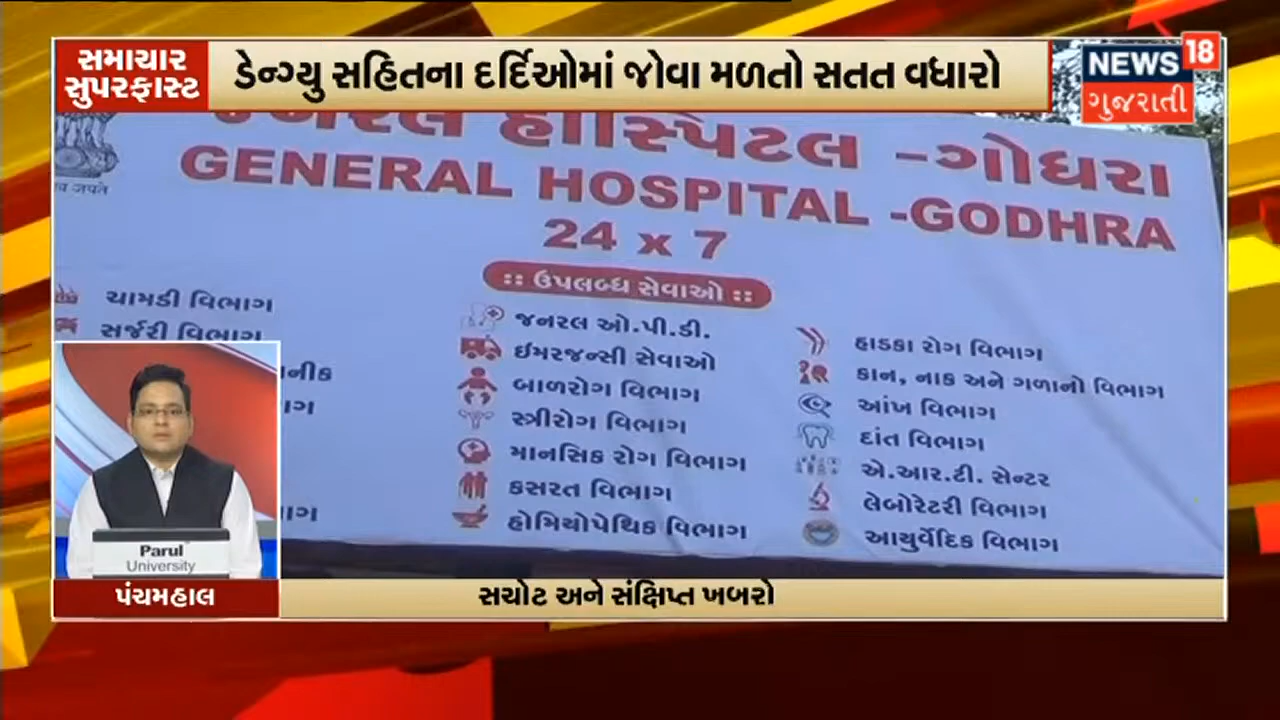 સમાચાર
સુપરફાસ્ટ
ડેન્ગ્યુ સહિતના દર્દિઓમાં જોવા મળતો સતત વધારો
NEWS 18
ગુજરાતી
જનરલ હોસ્પિટલ -ગોધરા
GENERAL HOSPITAL -GODHRA
24 x 7
:: ઉપલબ્ધ સેવાઓ ::
ચામડી વિભાગ
સર્જરી વિભાગ
જનરલ ઓ.પી.ડી.
ઈમરજન્સી સેવાઓ
બાળરોગ વિભાગ
સ્ત્રીરોગ વિભાગ
માનસિક રોગ વિભાગ
કસરત વિભાગ
હોમિયોપેથિક વિભાગ
હાડકા રોગ વિભાગ
કાન, નાક અને ગળાનો વિભાગ
આંખ વિભાગ
દાંત વિભાગ
એ.આર.ટી. સેન્ટર
લેબોરેટરી વિભાગ
આયુર્વેદિક વિભાગ
Parul
University
પંચમહાલ
સચોટ અને સંક્ષિપ્ત ખબરો